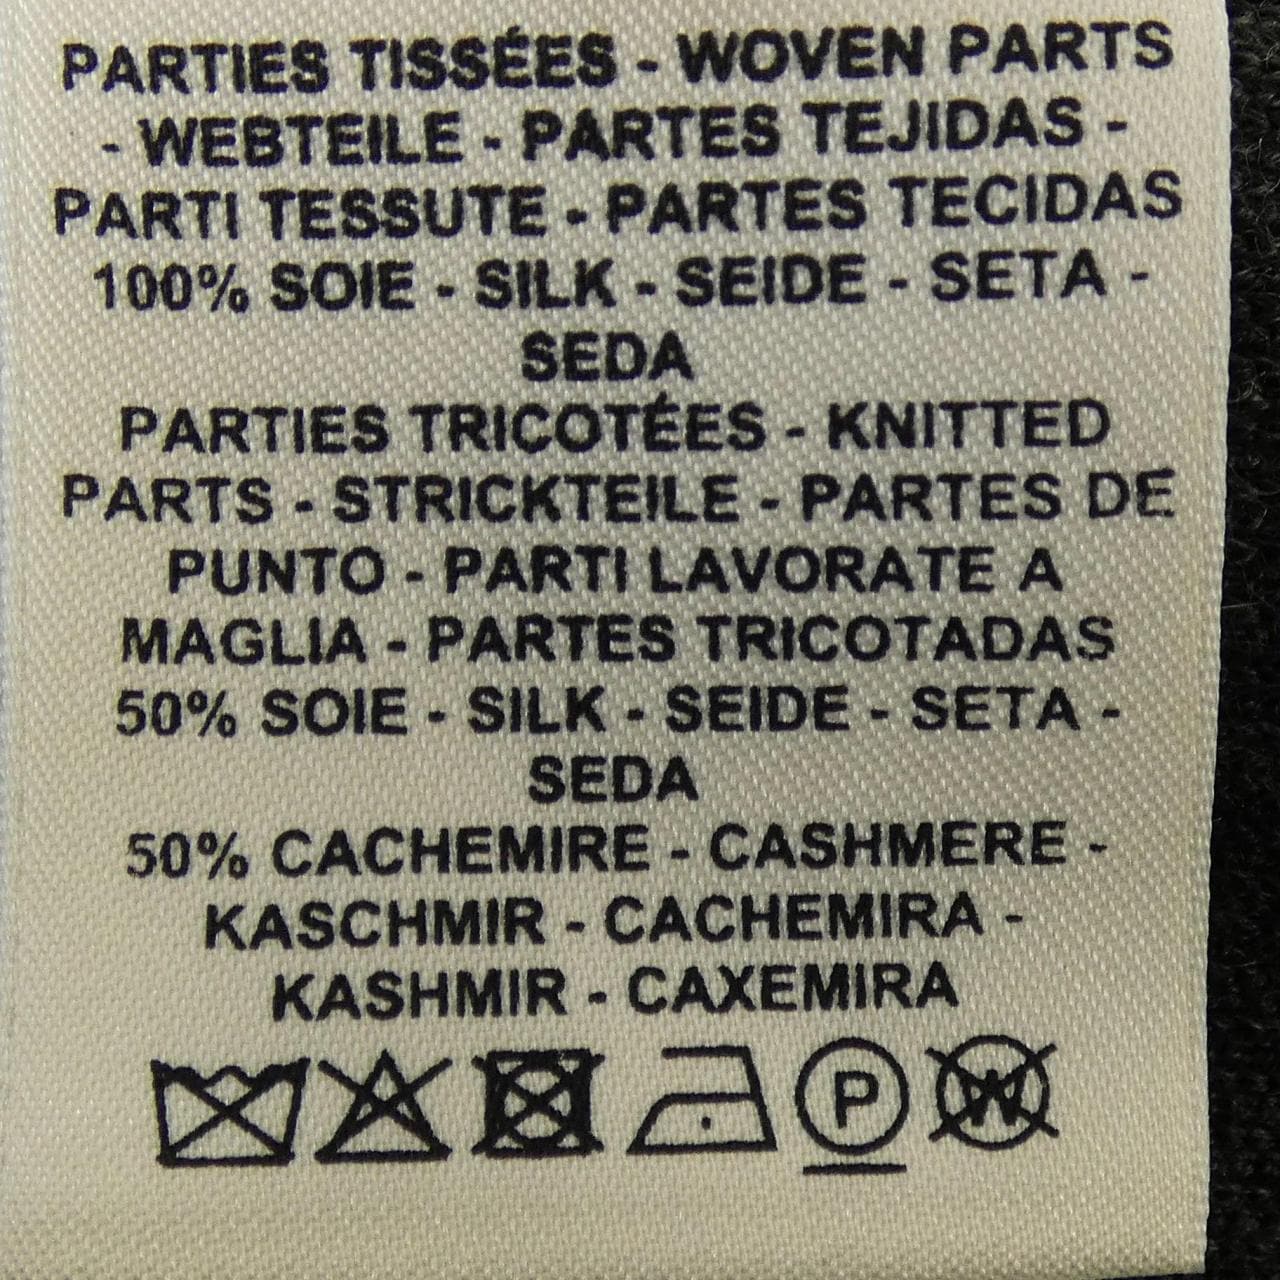 PARTIES TISSÉES - WOVEN PARTS
- WEBTEILE - PARTES TEJIDAS -
PARTI TESSUTE - PARTES TECIDAS
100% SOIE - SILK - SEIDE - SETA -
SEDA
PARTIES TRICOTÉES - KNITTED
PARTS - STRICKTEILE - PARTES DE
PUNTO - PARTI LAVORATE A
MAGLIA - PARTES TRICOTADAS
50% SOIE - SILK - SEIDE - SETA -
SEDA
50% CACHEMIRE - CASHMERE -
KASCHMIR - CACHEMIRA -
KASHMIR - CAXEMIRA
P W